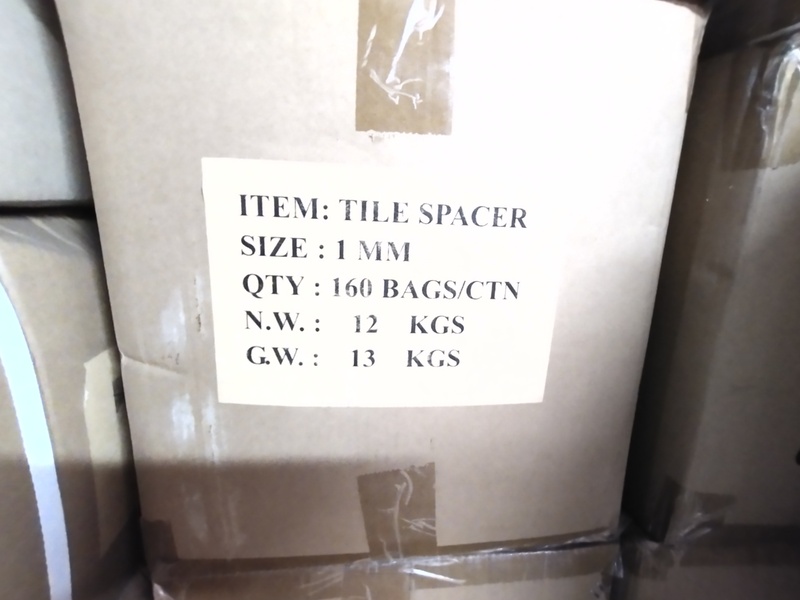 ITEM: TILE SPACER
SIZE : 1 MM
QTY : 160 BAGS/CTN
N.W. : 12 KGS
G.W. : 13 KGS